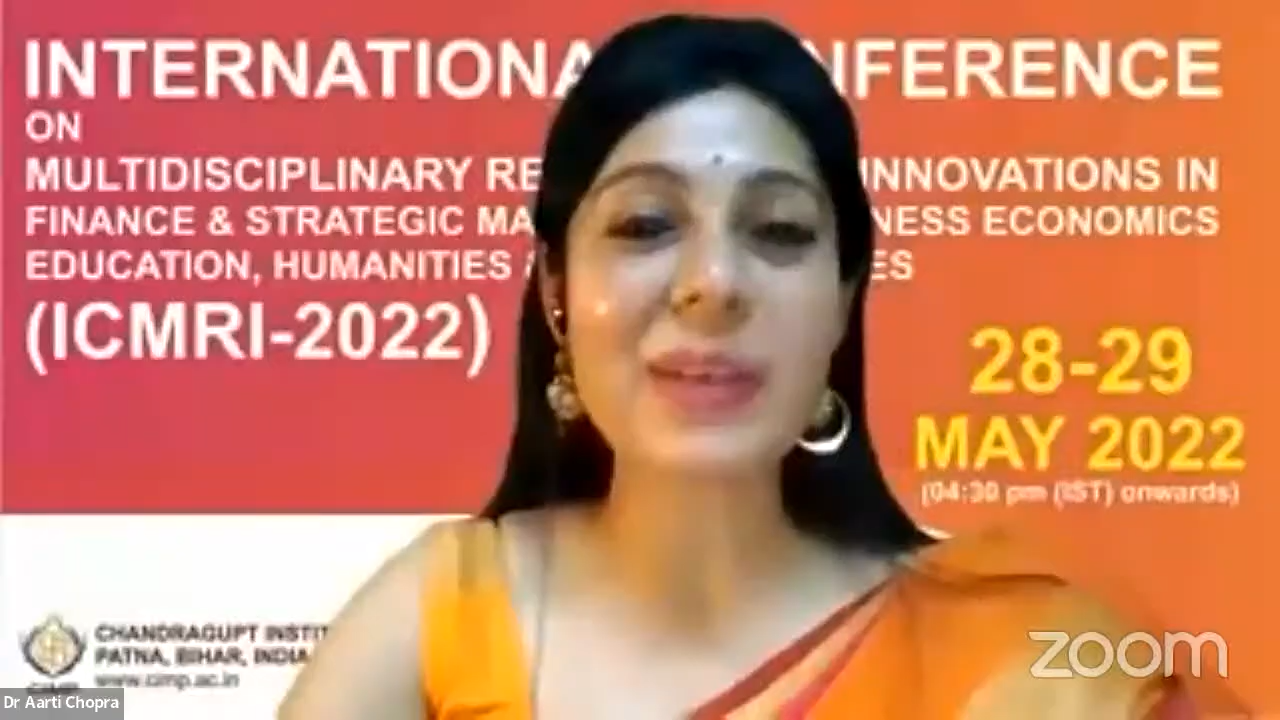 INTERNATIONA NFERENCE
ON
MULTIDISCIPLINARY RE INNOVATIONS IN
FINANCE & STRATEGIC MA NESS ECONOMICS
EDUCATION, HUMANITIES & ES
(ICMRI-2022)
28-29
MAY 2022
(04:30 pm (IST) onwards)
CHANDRAGUPT INSTIT
PATNA, BIHAR, INDIA
www.cimp.ac.in
CIMP
Dr Aarti Chopra
zoom